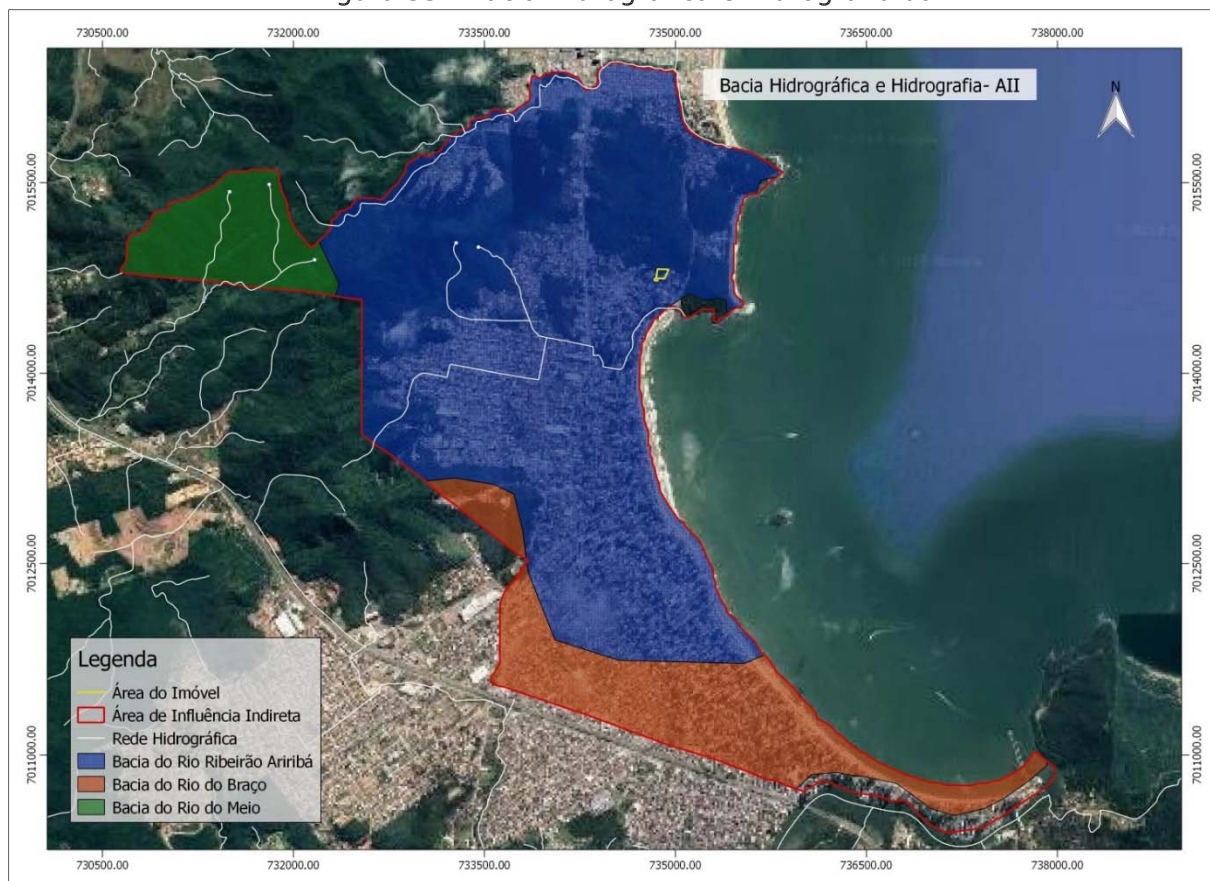 730500.00 732000.00 733500.00 735000.00 736500.00 738000.00
Bacia Hidrográfica e Hidrografia- AII
N
7015500.00 7015500.00
7014000.00 7014000.00
7012500.00 7012500.00
7011000.00 7011000.00
Legenda
Área do Imóvel
Área de Influência Indireta
Rede Hidrográfica
Bacia do Rio Ribeirão Ariribá
Bacia do Rio do Braço
Bacia do Rio do Meio
730500.00 732000.00 733500.00 735000.00 736500.00 738000.00